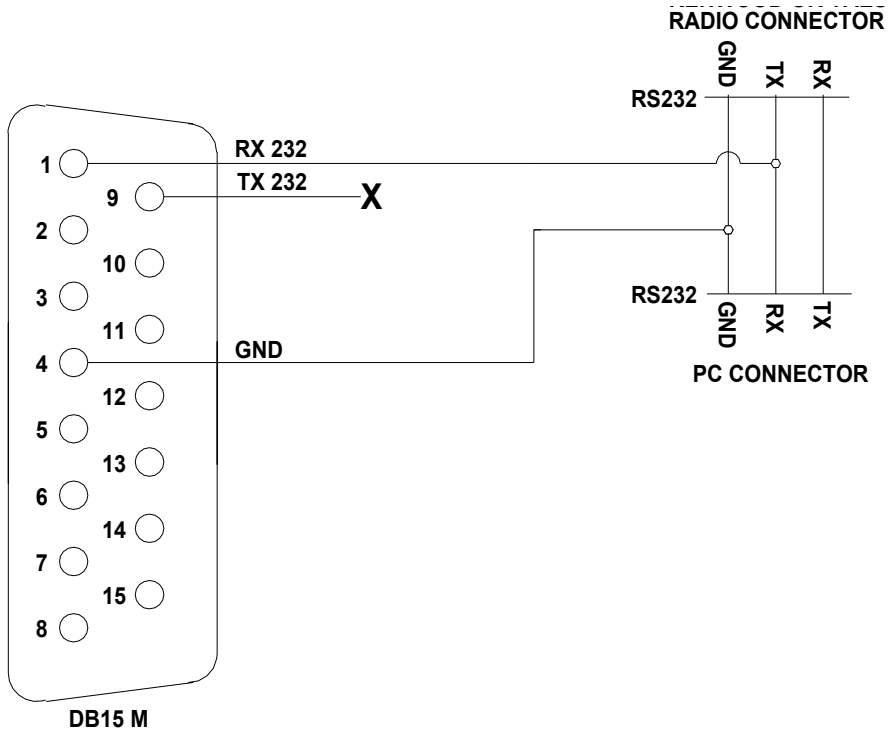 RADIO CONNECTOR
GND TX RX
RS232
1 RX 232
9 TX 232 X
2
10
3
RS232
11
GND RX TX
4 GND
PC CONNECTOR
12
5
13
6
14
7
15
8
DB15 M